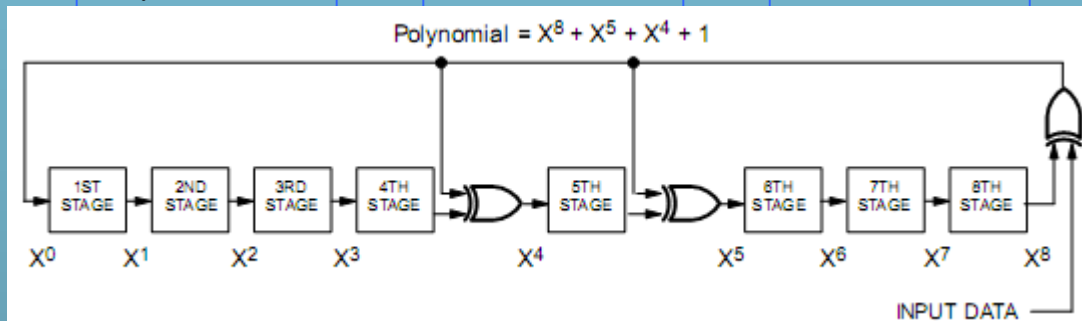 Polynomial = X⁸ + X⁵ + X⁴ + 1
1ST STAGE
2ND STAGE
3RD STAGE
4TH STAGE
5TH STAGE
6TH STAGE
7TH STAGE
8TH STAGE
X⁰ X¹ X² X³ X⁴ X⁵ X⁶ X⁷ X⁸
INPUT DATA